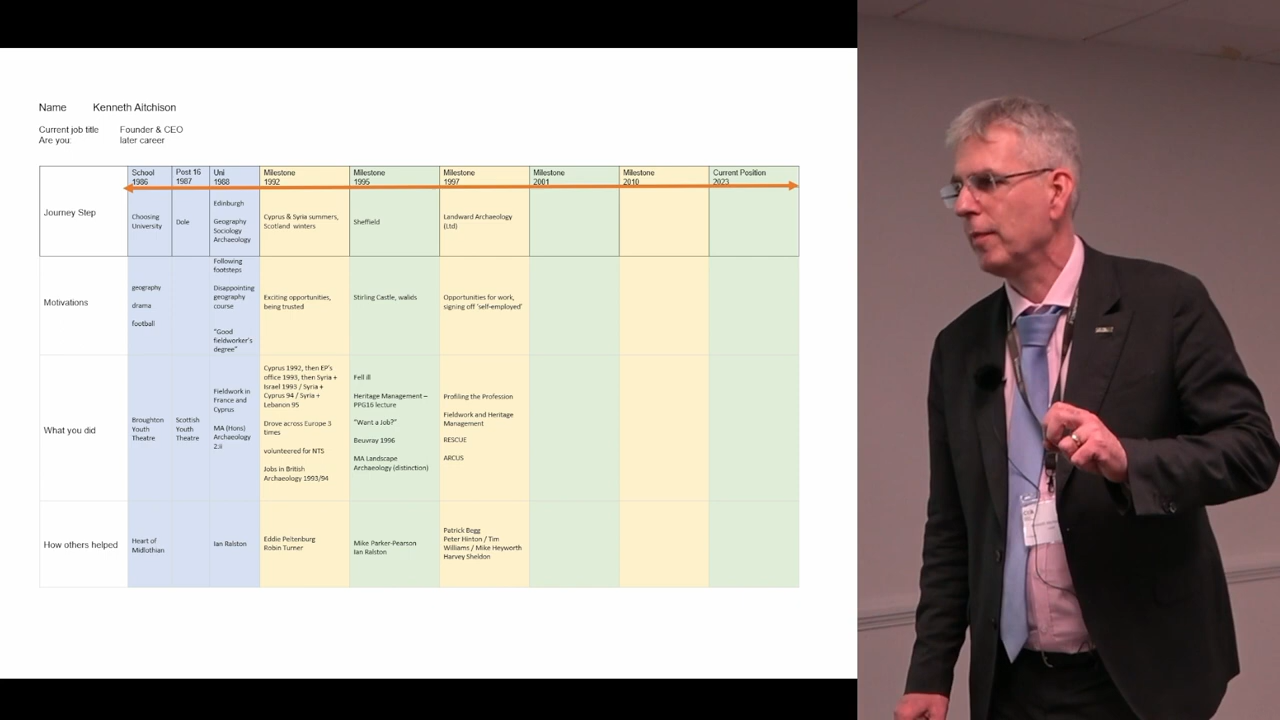 Name Kenneth Aitchison
Current job title Founder & CEO
Are you: later career
School
1986
Post 16
1987
Uni
1988
Milestone
1992
Milestone
1995
Milestone
1997
Milestone
2001
Milestone
2010
Current Position
2023
Journey Step
Choosing
University
Dole
Edinburgh
Geography
Sociology
Archaeology
Cyprus & Syria summers,
Scotland winters
Sheffield
Landward Archaeology
(Ltd)
Motivations
geography
drama
football
Following
footsteps
Disappointing
geography
course
"Good
fieldworker's
degree"
Exciting opportunities,
being trusted
Stirling Castle, walids
Opportunities for work,
signing off 'self-employed'
What you did
Broughton
Youth
Theatre
Scottish
Youth
Theatre
Fieldwork in
France and
Cyprus
MA (Hons)
Archaeology
2:ii
Cyprus 1992, then EP's
office 1993, then Syria +
Israel 1993 / Syria +
Cyprus 94 / Syria +
Lebanon 95
Drove across Europe 3
times
volunteered for NTS
Jobs in British
Archaeology 1993/94
Fell ill
Heritage Management –
PPG16 lecture
"Want a Job?"
Beuvray 1996
MA Landscape
Archaeology (distinction)
Profiling the Profession
Fieldwork and Heritage
Management
RESCUE
ARCUS
How others helped
Heart of
Midlothian
Ian Ralston
Eddie Peltenburg
Robin Turner
Mike Parker-Pearson
Ian Ralston
Patrick Begg
Peter Hinton / Tim
Williams / Mike Heyworth
Harvey Sheldon